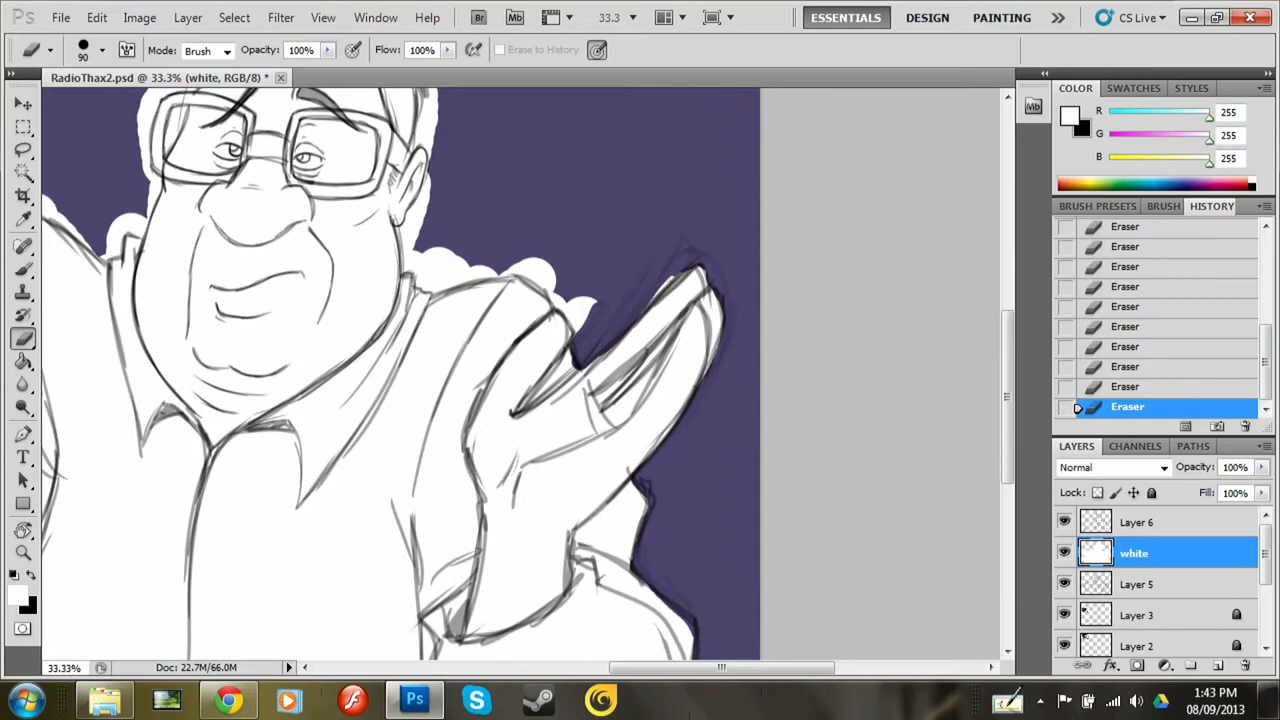 Ps File Edit Image Layer Select Filter View Window Help Br Mb 33.3 ESSENTIALS DESIGN PAINTING CS Live
90 Mode: Brush Opacity: 100% Flow: 100% Erase to History
RadioThax2.psd @ 33.3% (white, RGB/8) *
COLOR SWATCHES STYLES
Mb
R 255
G 255
B 255
BRUSH PRESETS BRUSH HISTORY
Eraser
Eraser
Eraser
Eraser
Eraser
Eraser
Eraser
Eraser
Eraser
Eraser
LAYERS CHANNELS PATHS
Normal Opacity: 100%
Lock: Fill: 100%
Layer 6
white
Layer 5
Layer 3
Layer 2
33.33% Doc: 22.7M/66.0M
Ps
1:43 PM
08/09/2013